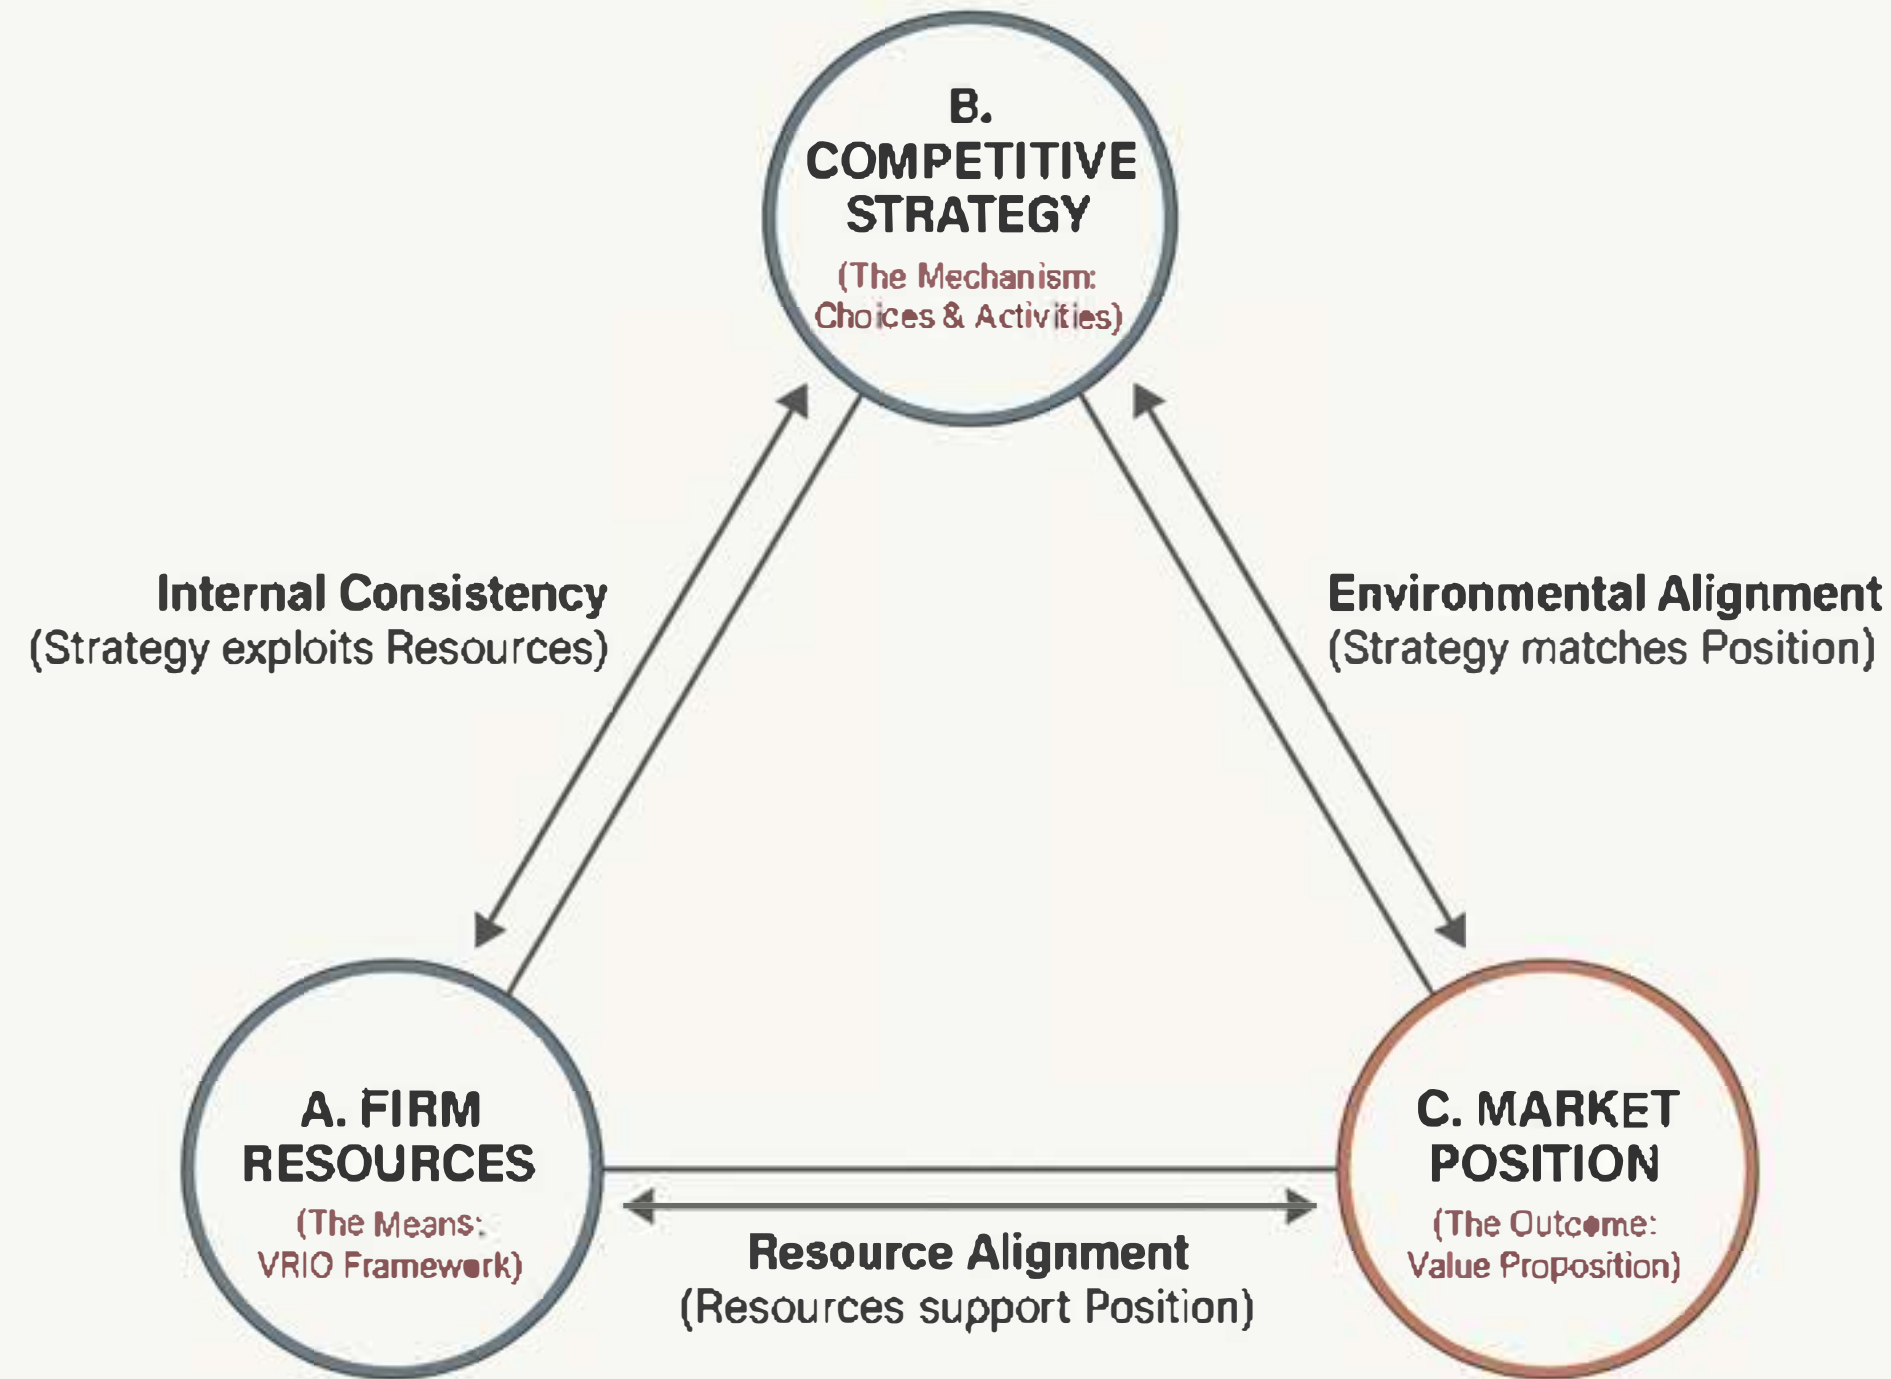 B.
COMPETITIVE
STRATEGY
(The Mechanism:
Choices & Activities)
Internal Consistency
(Strategy exploits Resources)
Environmental Alignment
(Strategy matches Position)
A. FIRM
RESOURCES
(The Means:
VRIO Framework)
C. MARKET
POSITION
(The Outcome:
Value Proposition)
Resource Alignment
(Resources support Position)